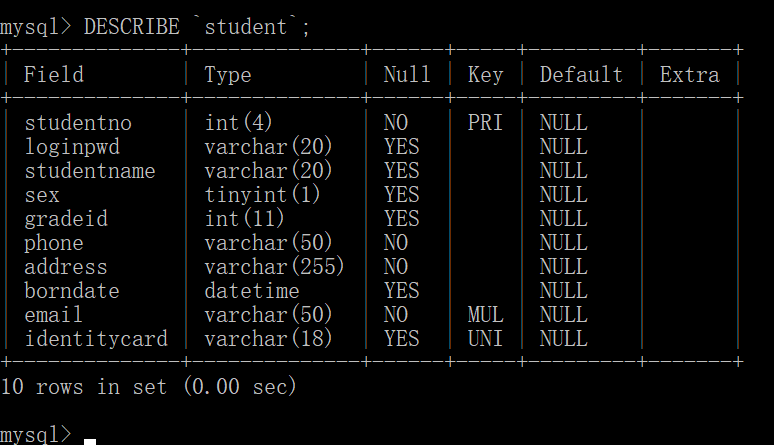 mysql> DESCRIBE `student`;
+-------------+--------------+------+-----+---------+-------+
| Field       | Type         | Null | Key | Default | Extra |
+-------------+--------------+------+-----+---------+-------+
| studentno | int(4) | NO | PRI | NULL | |
| loginpwd | varchar(20) | YES | | NULL | |
| studentname | varchar(20) | YES | | NULL | |
| sex | tinyint(1) | YES | | NULL | |
| gradeid | int(11) | YES | | NULL | |
| phone | varchar(50) | NO | | NULL | |
| address | varchar(255) | NO | | NULL | |
| borndate | datetime | YES | | NULL | |
| email | varchar(50) | NO | MUL | NULL | |
| identitycard | varchar(18) | YES | UNI | NULL | |
+-------------+--------------+------+-----+---------+-------+
10 rows in set (0.00 sec)
mysql>